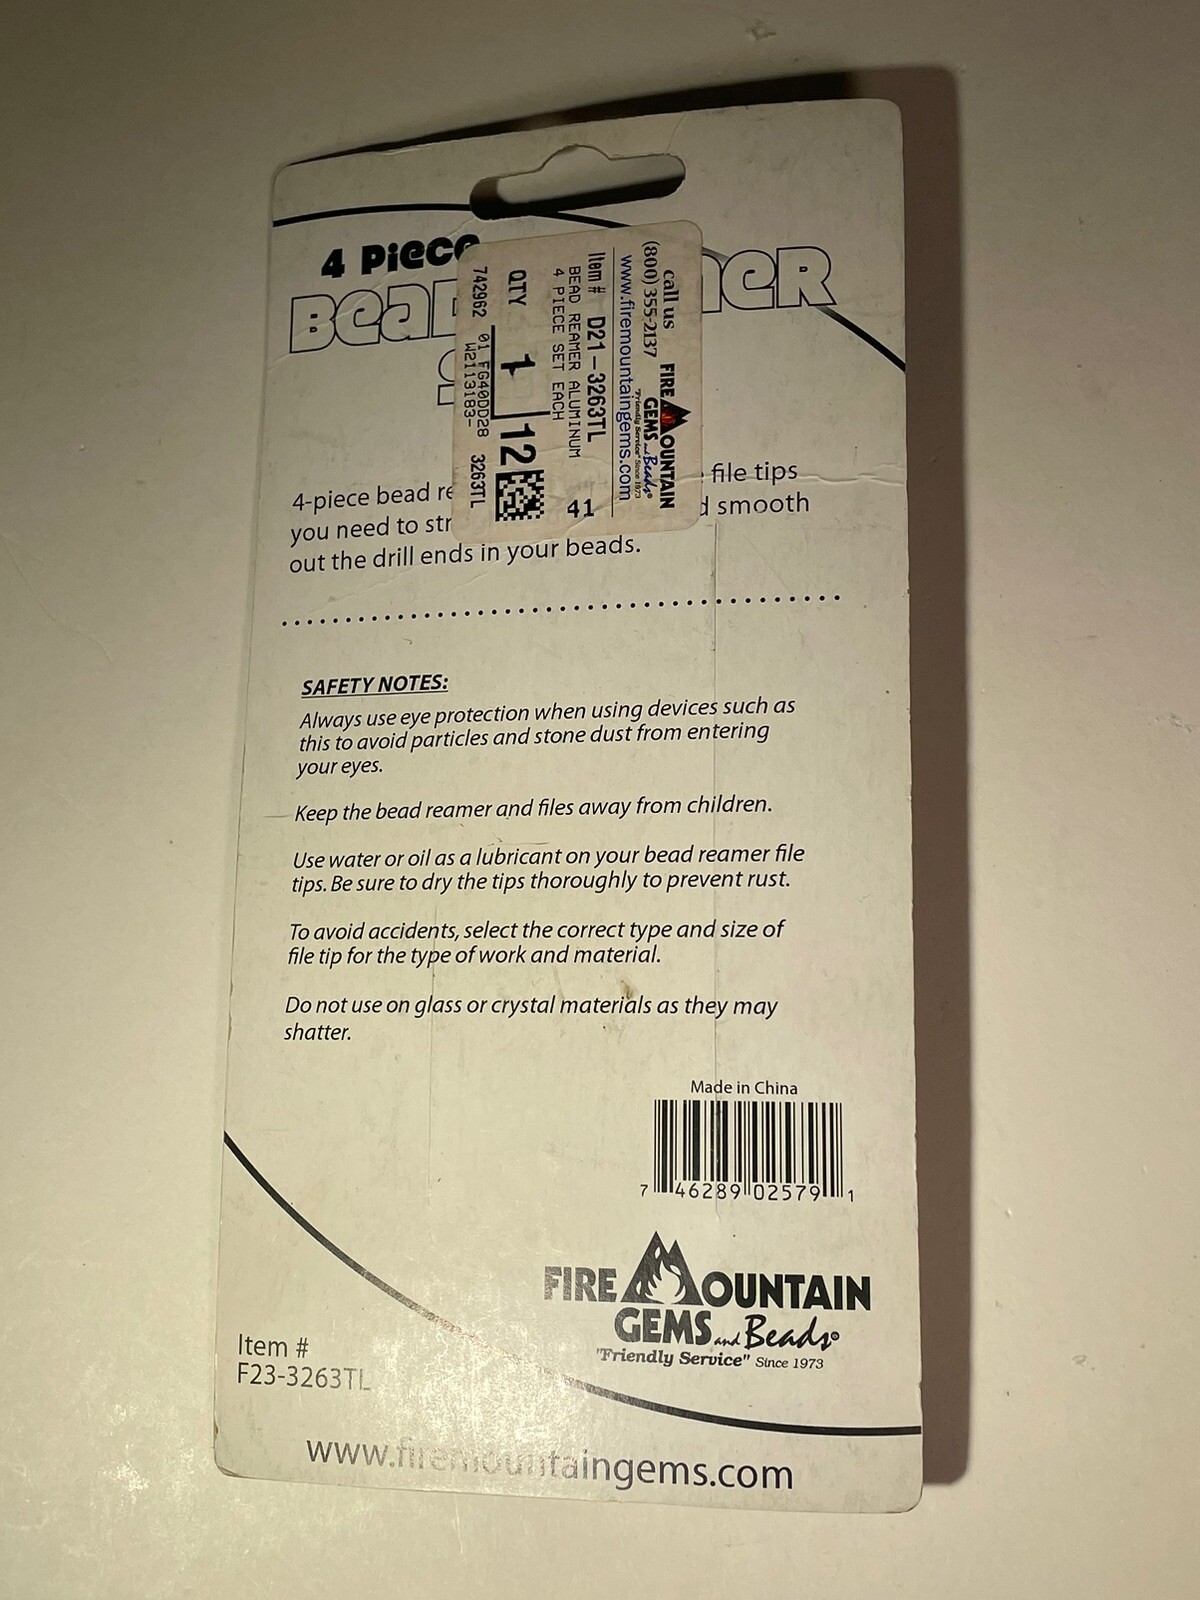 4 Piece
BeaD
4-piece bead file tips
you need to smooth
out the drill ends in your beads.
call us
(800) 355-2137
FIRE MOUNTAIN
GEMS and Beads®
"Friendly Service" Since 1973
www.firemountaingems.com
Item # D21-3263TL
BEAD REAMER ALUMINUM
4 PIECE SET EACH
41
QTY 1 12
742962 01 FG40DD28 3263TL
W2113183-
SAFETY NOTES:
Always use eye protection when using devices such as
this to avoid particles and stone dust from entering
your eyes.
Keep the bead reamer and files away from children.
Use water or oil as a lubricant on your bead reamer file
tips. Be sure to dry the tips thoroughly to prevent rust.
To avoid accidents, select the correct type and size of
file tip for the type of work and material.
Do not use on glass or crystal materials as they may
shatter.
Made in China
7 46289 02579 1
FIRE MOUNTAIN
GEMS and Beads®
"Friendly Service" Since 1973
Item #
F23-3263TL
www.firemountaingems.com